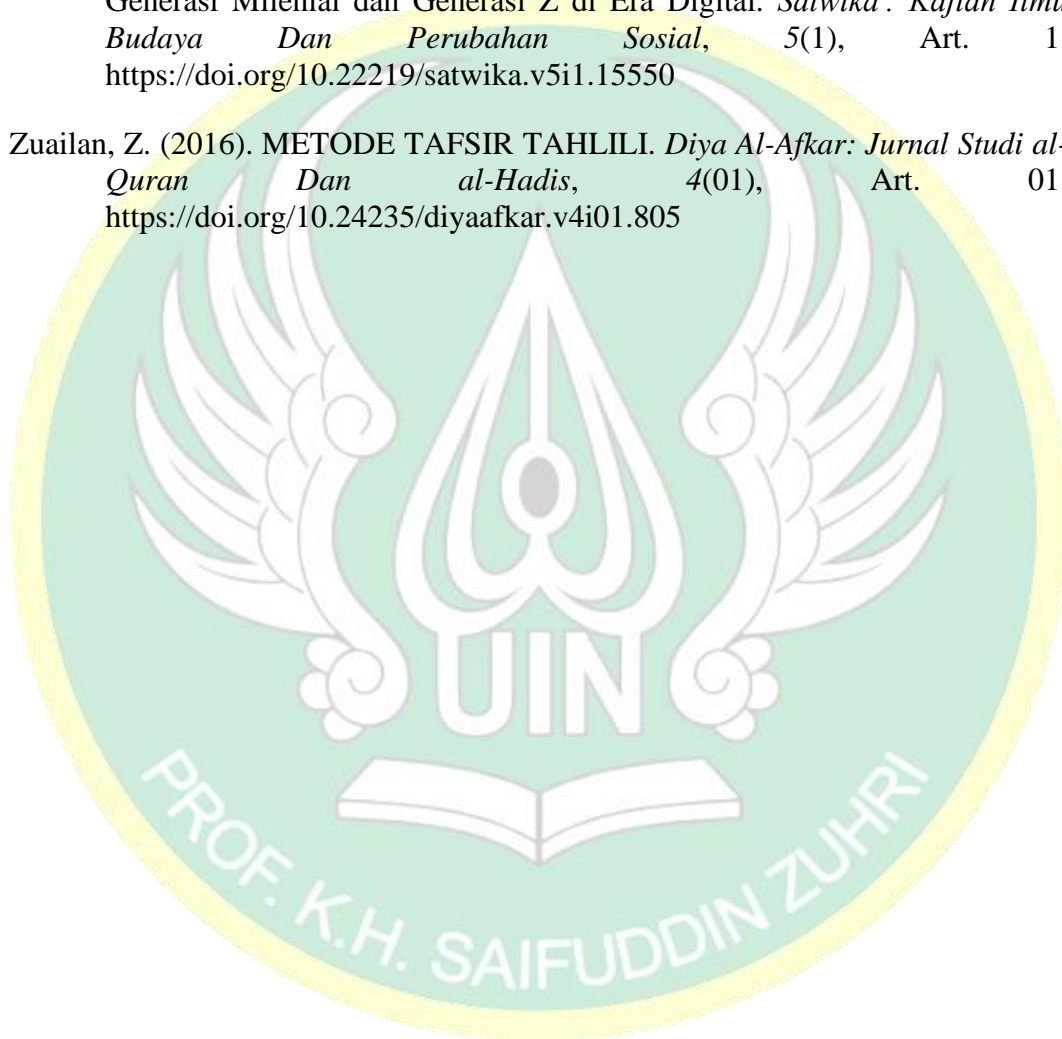 Generasi Milenial dan Generasi Z di Era Digital. Satwika : Kajian Ilmu
Budaya Dan Perubahan Sosial, 5(1), Art. 1
https://doi.org/10.22219/satwika.v5i1.15550
Zuailan, Z. (2016). METODE TAFSIR TAHLILI. Diya Al-Afkar: Jurnal Studi al-
Quran Dan al-Hadis, 4(01), Art. 01
https://doi.org/10.24235/diyaafkar.v4i01.805
UIN
PROF. K.H. SAIFUDDIN ZUHRI